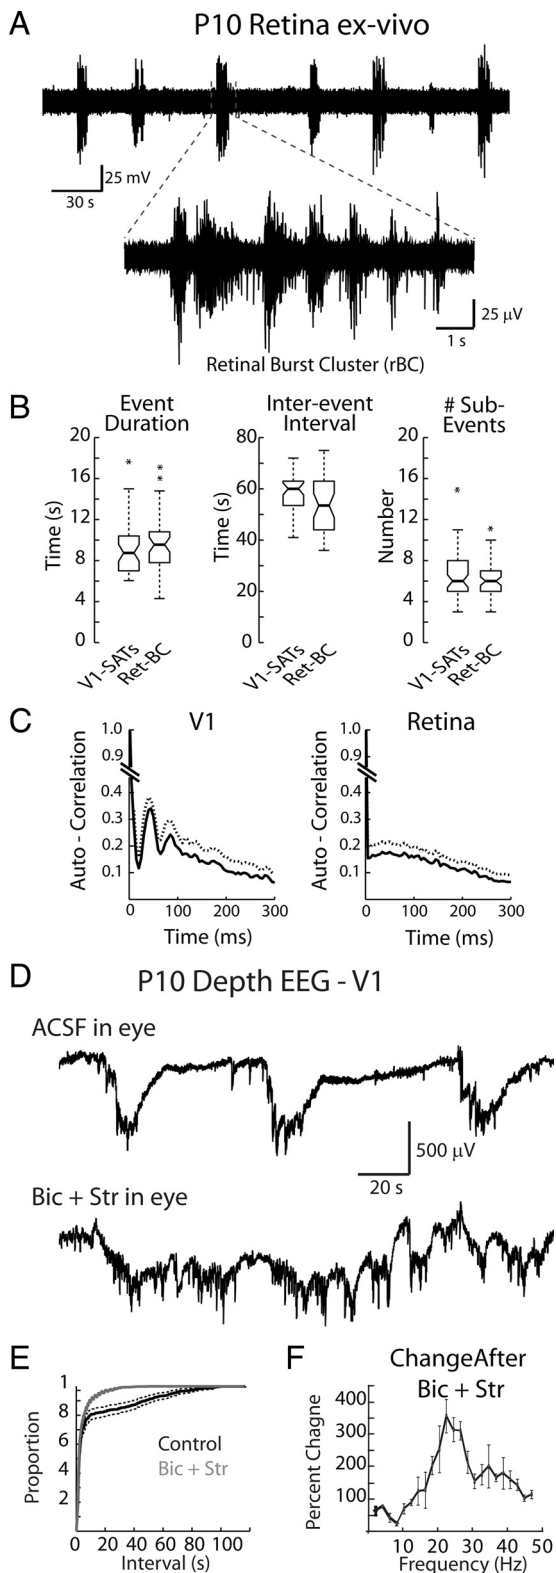 A
P10 Retina ex-vivo
25 mV
30 s
25 μV
1 s
Retinal Burst Cluster (rBC)
B
Event
Duration
Inter-event
Interval
# Sub-
Events
Time (s)
20
16
12
8
4
0
V1-SATs
Ret-BC
Time (s)
80
60
40
20
0
V1-SATs
Ret-BC
Number
20
16
12
8
4
0
V1-SATs
Ret-BC
C
V1
Retina
Auto - Correlation
1.0
0.9
0.4
0.3
0.2
0.1
0 100 200 300
Time (ms)
Auto - Correlation
1.0
0.9
0.4
0.3
0.2
0.1
0 100 200 300
Time (ms)
D
P10 Depth EEG - V1
ACSF in eye
500 μV
20 s
Bic + Str in eye
E
Proportion
1
8
6
4
2
Control
Bic + Str
0 20 40 60 80 100
Interval (s)
F
ChangeAfter
Bic + Str
Percent Chagne
400
300
200
100
0 10 20 30 40 50
Frequency (Hz)